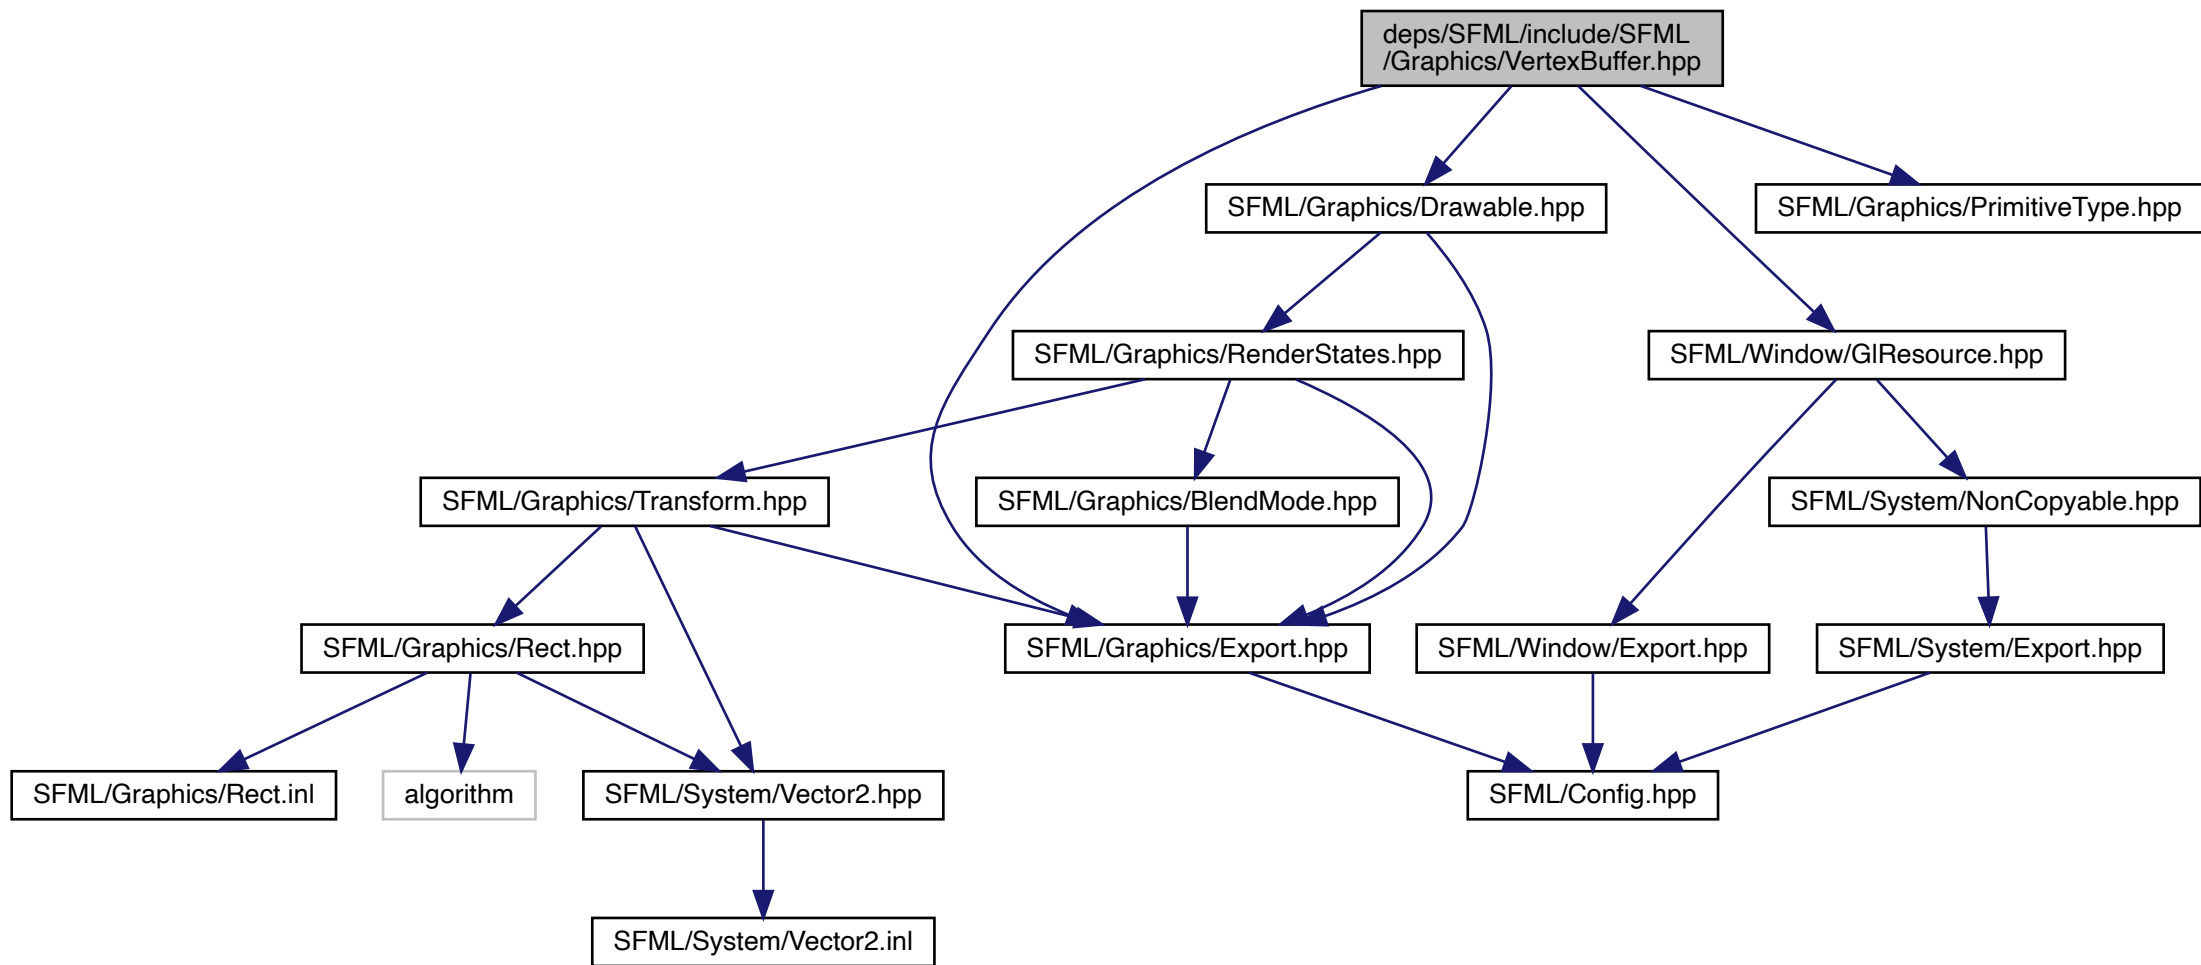 deps/SFML/include/SFML
/Graphics/VertexBuffer.hpp
SFML/Graphics/Drawable.hpp
SFML/Graphics/PrimitiveType.hpp
SFML/Graphics/RenderStates.hpp
SFML/Window/GlResource.hpp
SFML/Graphics/Transform.hpp
SFML/Graphics/BlendMode.hpp
SFML/System/NonCopyable.hpp
SFML/Graphics/Rect.hpp
SFML/Graphics/Export.hpp
SFML/Window/Export.hpp
SFML/System/Export.hpp
SFML/Graphics/Rect.inl
algorithm
SFML/System/Vector2.hpp
SFML/Config.hpp
SFML/System/Vector2.inl